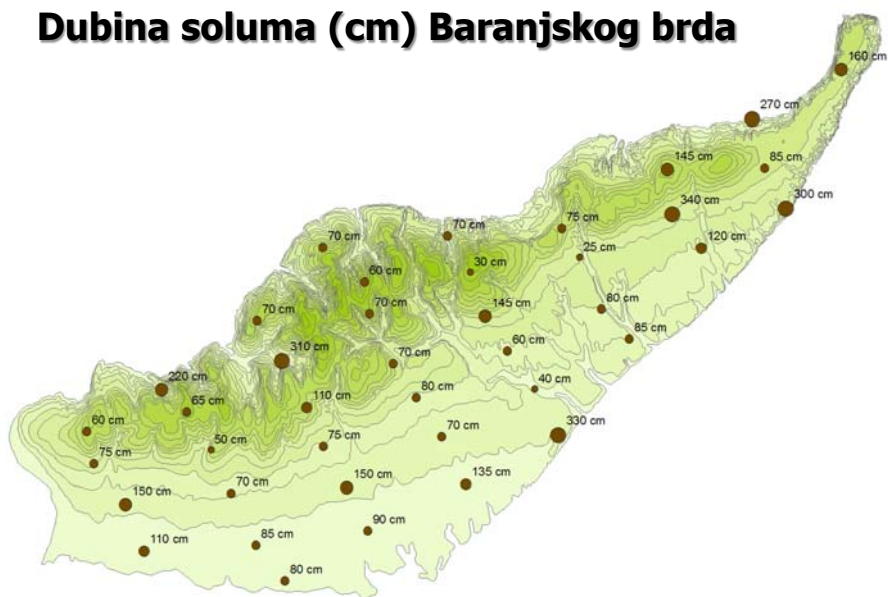 Dubina soluma (cm) Baranjskog brda
160 cm
270 cm
145 cm
85 cm
340 cm
300 cm
75 cm
70 cm
70 cm
120 cm
25 cm
30 cm
60 cm
80 cm
145 cm
70 cm
70 cm
85 cm
60 cm
310 cm
70 cm
220 cm
40 cm
80 cm
65 cm
110 cm
60 cm
330 cm
70 cm
75 cm
50 cm
75 cm
135 cm
70 cm
150 cm
150 cm
90 cm
85 cm
110 cm
80 cm